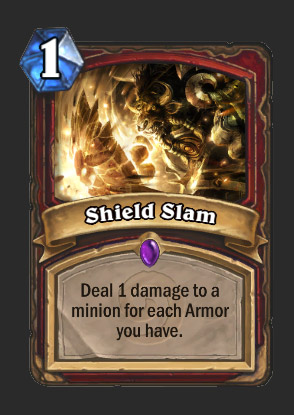 1
Shield Slam
Deal 1 damage to a
minion for each Armor
you have.